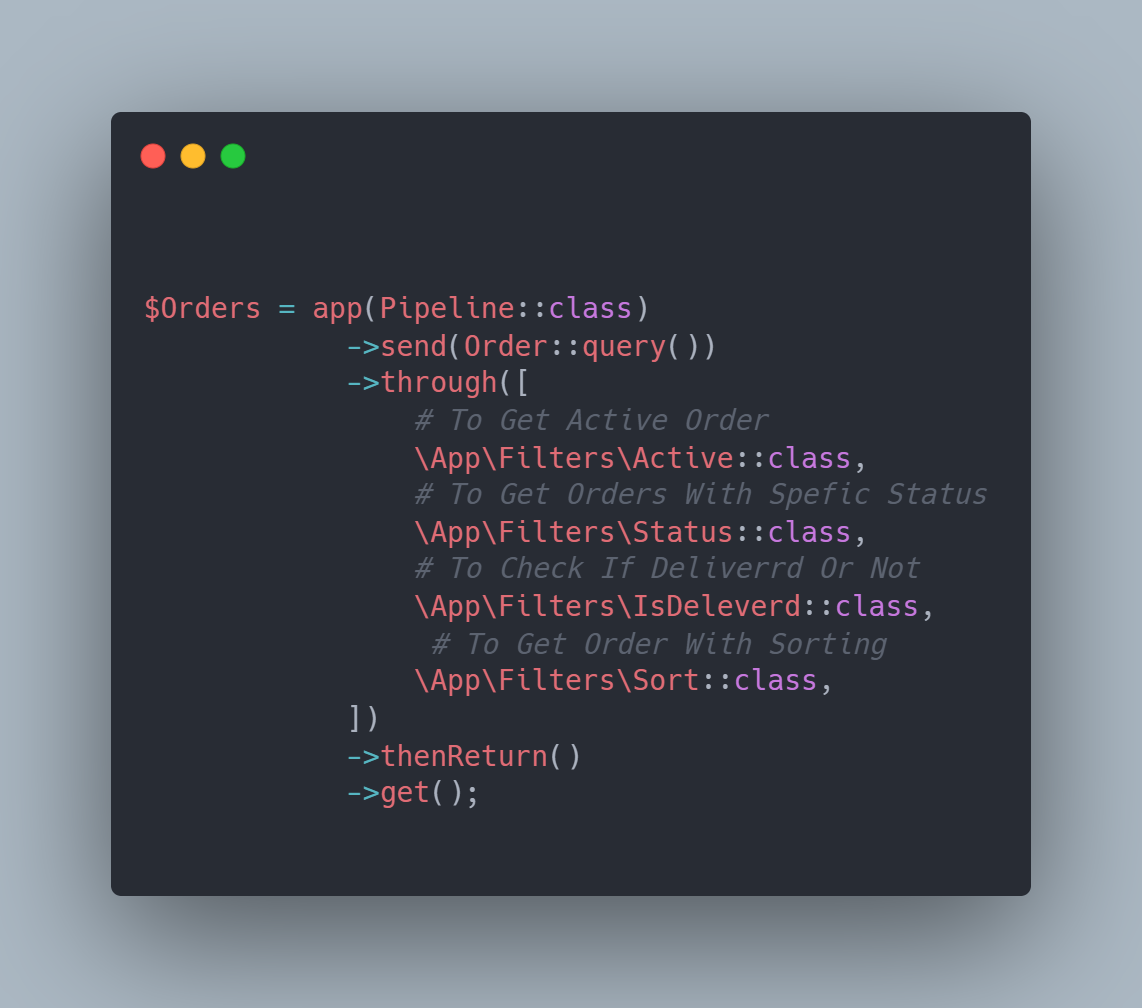 $Orders = app(Pipeline::class)
->send(Order::query())
->through([
# To Get Active Order
\App\Filters\Active::class,
# To Get Orders With Spefic Status
\App\Filters\Status::class,
# To Check If Deliverrd Or Not
\App\Filters\IsDeleverd::class,
# To Get Order With Sorting
\App\Filters\Sort::class,
])
->thenReturn()
->get();